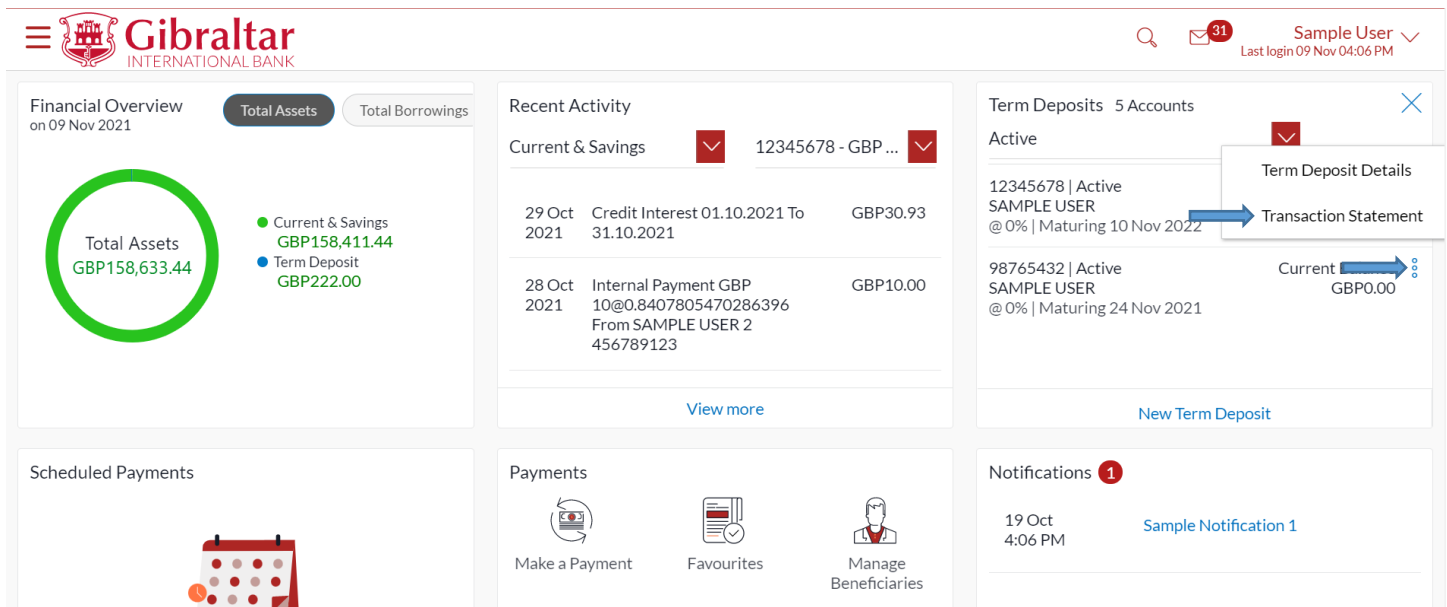 Gibraltar
INTERNATIONAL BANK
31
Sample User
Last login 09 Nov 04:06 PM
Financial Overview
on 09 Nov 2021
Total Assets
Total Borrowings
Total Assets
GBP158,633.44
Current & Savings
GBP158,411.44
Term Deposit
GBP222.00
Recent Activity
Current & Savings
12345678 - GBP ...
29 Oct 2021
Credit Interest 01.10.2021 To
31.10.2021
GBP30.93
28 Oct 2021
Internal Payment GBP
10@0.8407805470286396
From SAMPLE USER 2
456789123
GBP10.00
View more
Term Deposits 5 Accounts
Active
Term Deposit Details
Transaction Statement
12345678 | Active
SAMPLE USER
@ 0% | Maturing 10 Nov 2022
98765432 | Active
SAMPLE USER
@ 0% | Maturing 24 Nov 2021
Current
GBP0.00
New Term Deposit
Scheduled Payments
Payments
Make a Payment
Favourites
Manage
Beneficiaries
Notifications 1
19 Oct
4:06 PM
Sample Notification 1